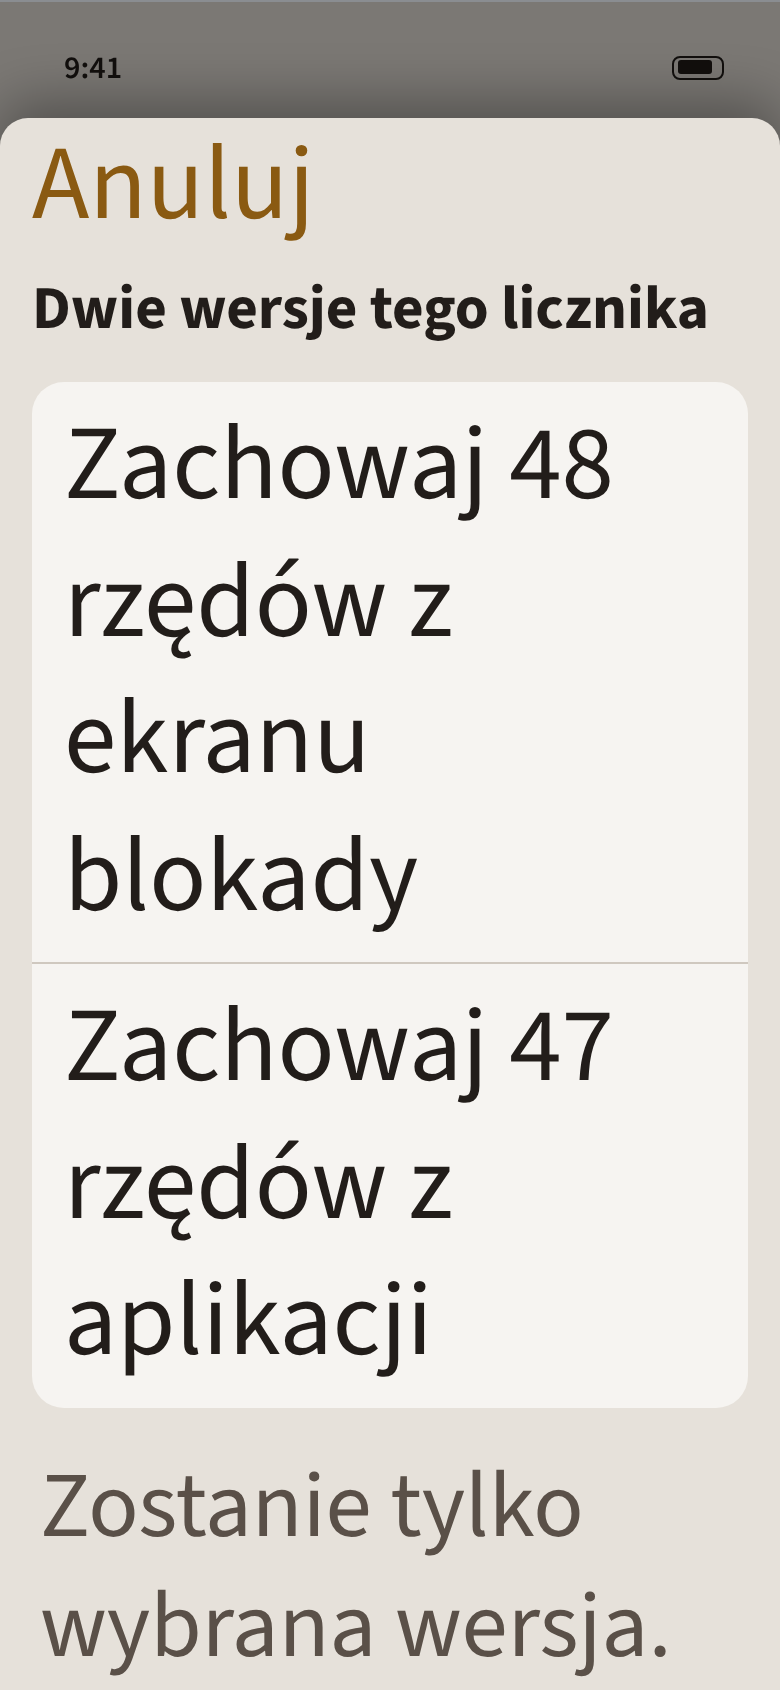 9:41
Anuluj
Dwie wersje tego licznika
Zachowaj 48
rzędów z
ekranu
blokady
Zachowaj 47
rzędów z
aplikacji
Zostanie tylko
wybrana wersja.